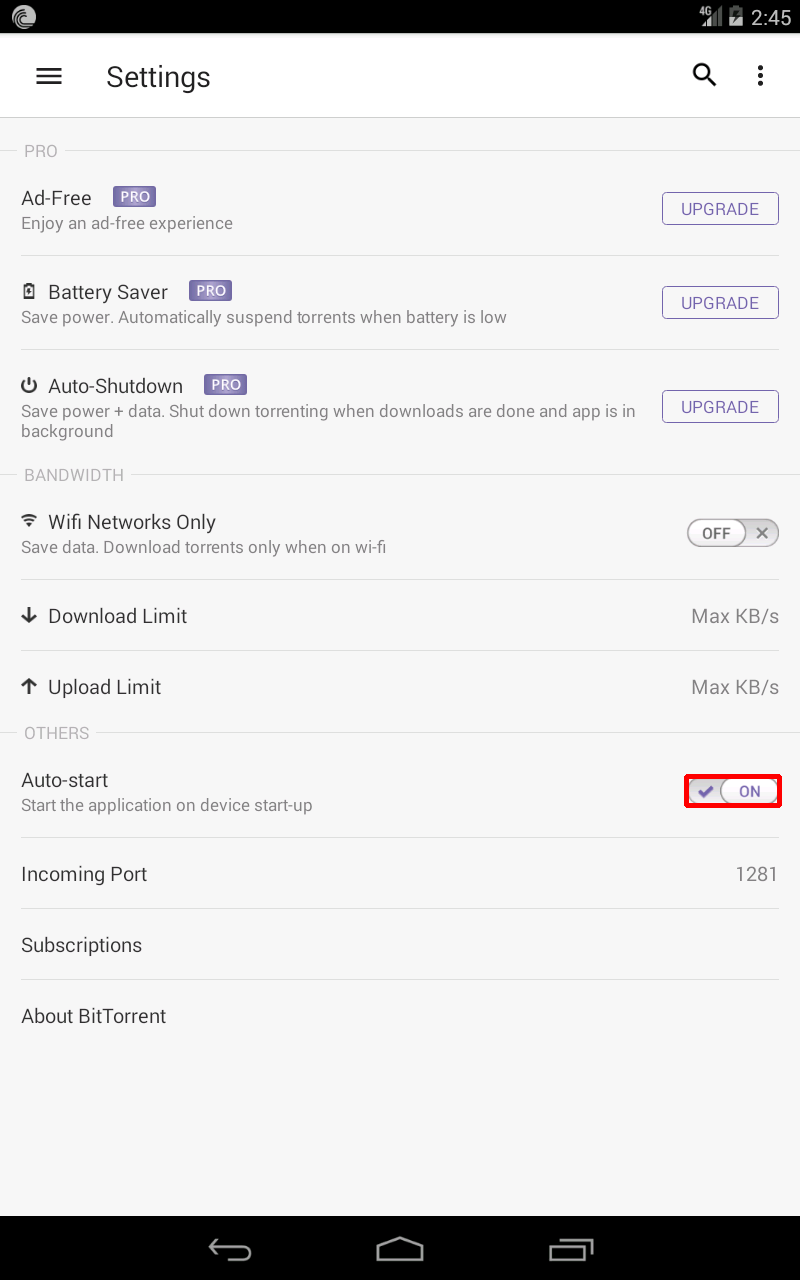 4G 2:45
Settings
PRO
Ad-Free PRO
Enjoy an ad-free experience
UPGRADE
Battery Saver PRO
Save power. Automatically suspend torrents when battery is low
UPGRADE
Auto-Shutdown PRO
Save power + data. Shut down torrenting when downloads are done and app is in
background
UPGRADE
BANDWIDTH
Wifi Networks Only
Save data. Download torrents only when on wi-fi
OFF
Download Limit Max KB/s
Upload Limit Max KB/s
OTHERS
Auto-start
Start the application on device start-up
ON
Incoming Port 1281
Subscriptions
About BitTorrent